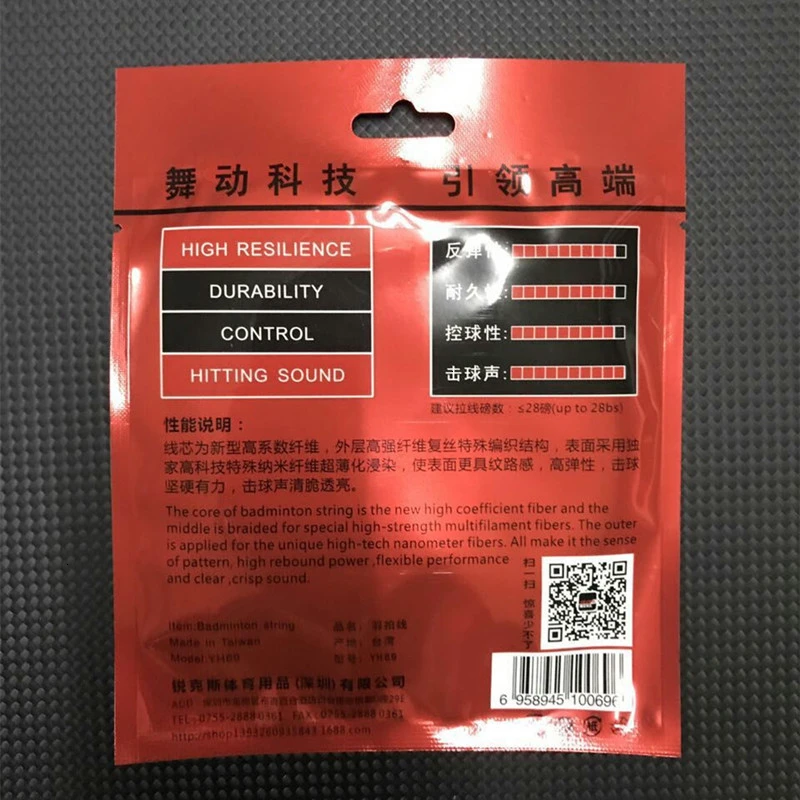 舞动科技 引领高端
HIGH RESILIENCE
DURABILITY
CONTROL
HITTING SOUND
反弹性:
耐久性:
控球性:
击球声:
建议拉线磅数：≤28磅(up to 28bs)
性能说明：
线芯为新型高系数纤维，外层高强纤维复丝特殊编织结构，表面采用独
家高科技特殊纳米纤维超薄化浸染，使表面更具纹路感，高弹性，击球
坚硬有力，击球声清脆透亮。
The core of badminton string is the new high coefficient fiber and the
middle is braided for special high-strength multifilament fibers. The outer
is applied for the unique high-tech nanometer fibers. All make it the sense
of pattern, high rebound power ,flexible performance
and clear ,crisp sound.
扫一扫 惊喜少不了
Item:Badminton string 品名：羽拍线
Made in Taiwan 产地：台湾
Model:YH69 型号：YH69
锐克斯体育用品(深圳)有限公司
TEL:0755-28880361 FAX:0755-28880361
6 958945 100696